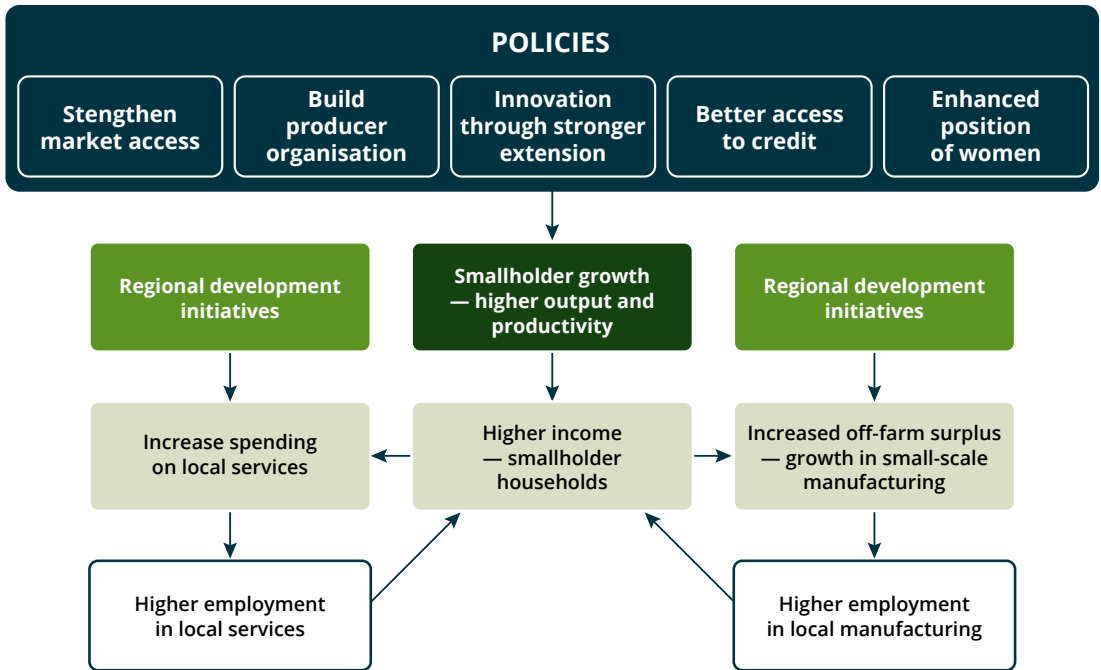 POLICIES
Stengthen
market access
Build
producer
organisation
Innovation
through stronger
extension
Better access
to credit
Enhanced
position
of women
Regional development
initiatives
Smallholder growth
— higher output and
productivity
Regional development
initiatives
Increase spending
on local services
Higher income
— smallholder
households
Increased off-farm surplus
— growth in small-scale
manufacturing
Higher employment
in local services
Higher employment
in local manufacturing